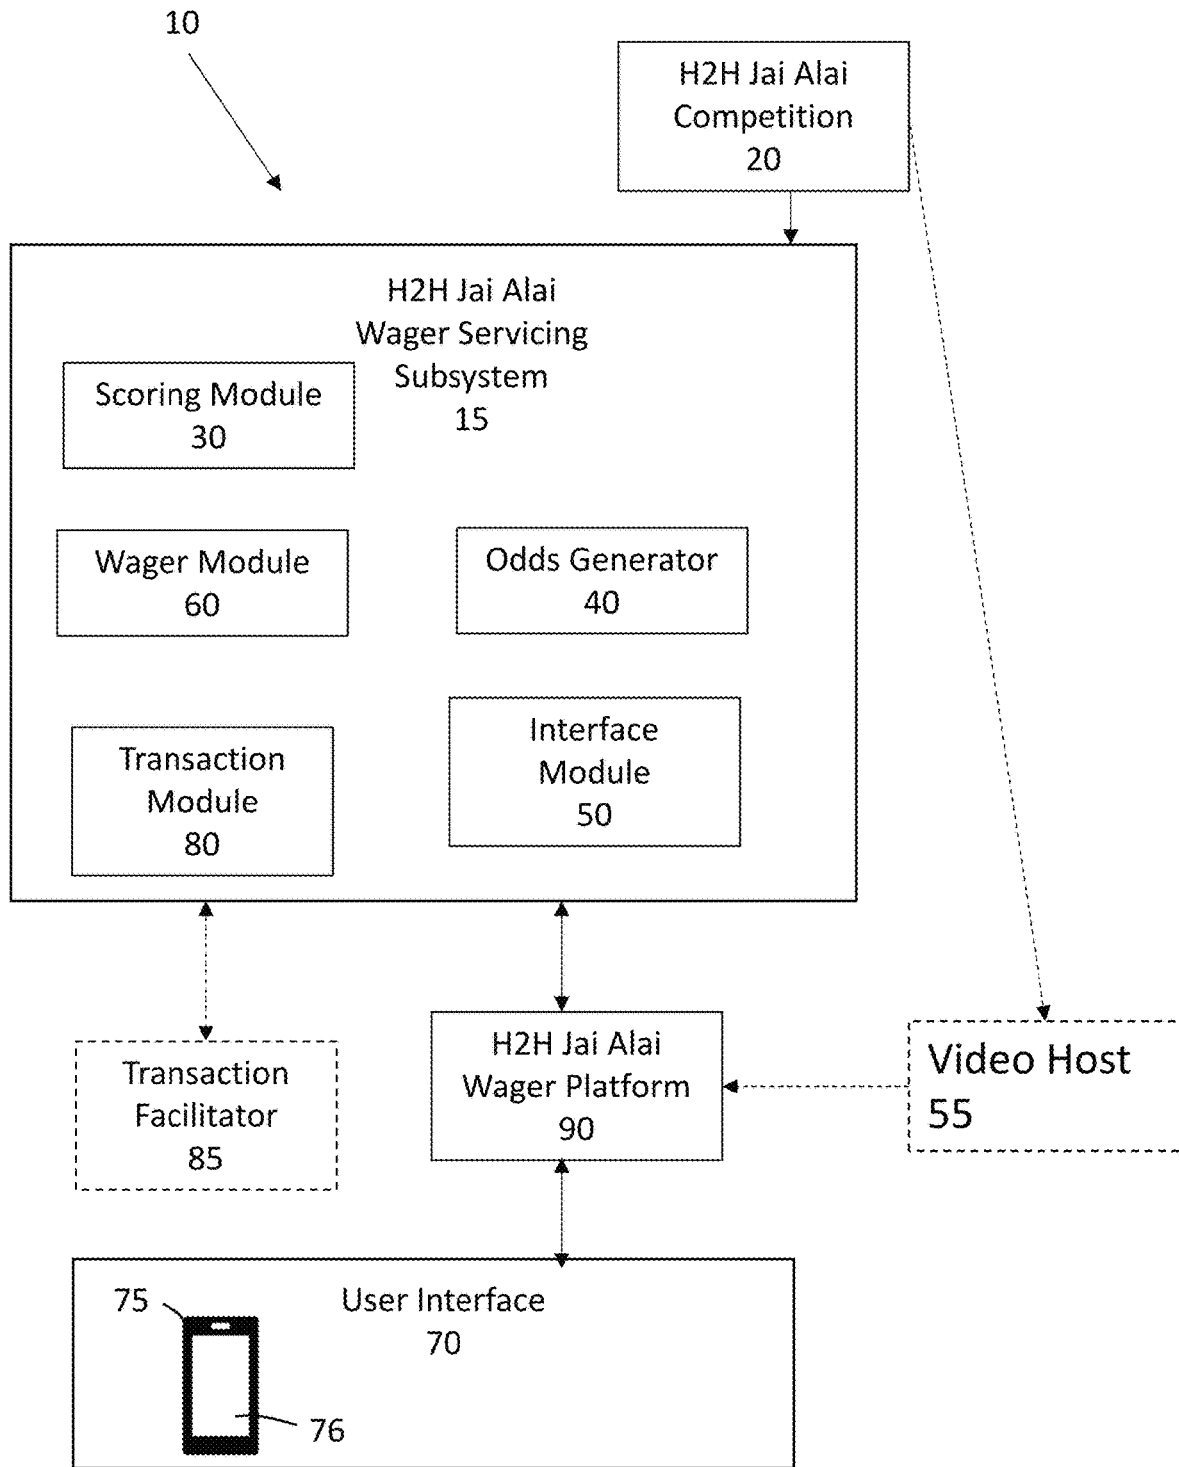 10
H2H Jai Alai
Competition
20
H2H Jai Alai
Wager Servicing
Subsystem
15
Scoring Module
30
Wager Module
60
Odds Generator
40
Transaction
Module
80
Interface
Module
50
Transaction
Facilitator
85
H2H Jai Alai
Wager Platform
90
Video Host
55
User Interface
70
75
76